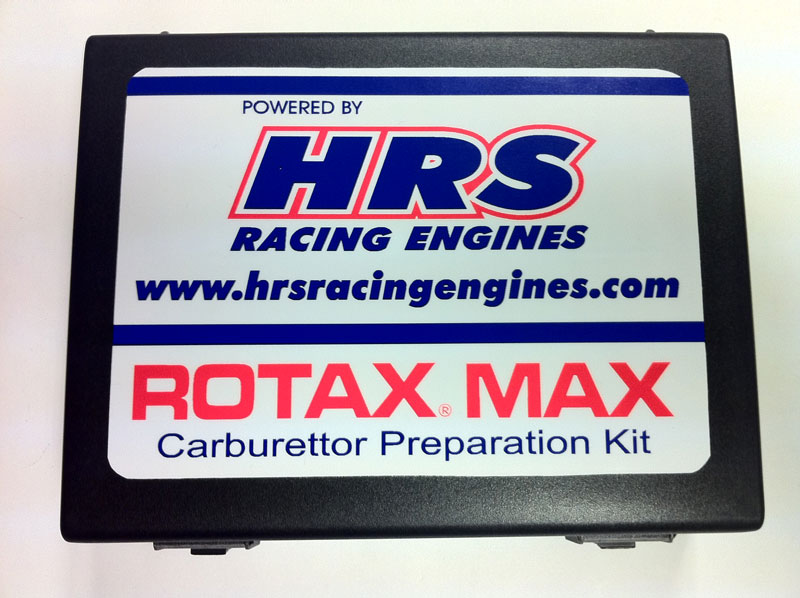 POWERED BY
HRS
RACING ENGINES
www.hrsracingengines.com
ROTAX® MAX
Carburettor Preparation Kit